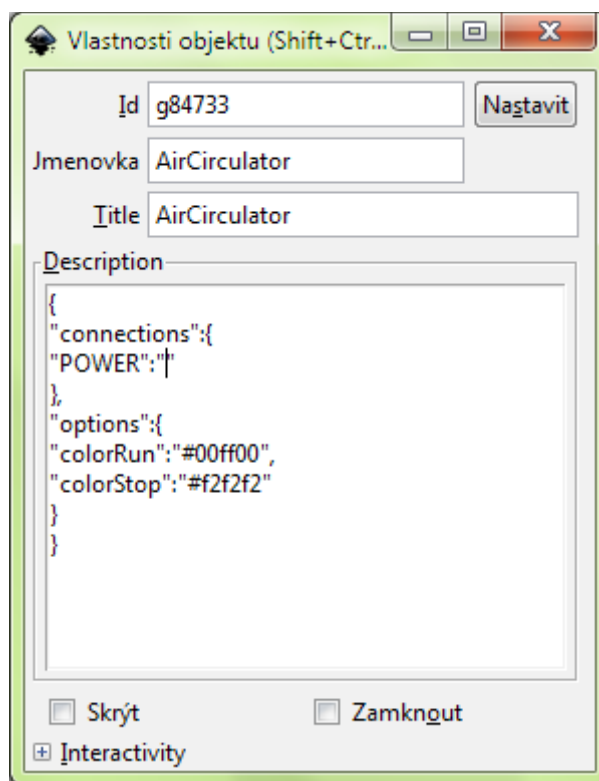 Vlastnosti objektu (Shift+Ctr...
Id g84733 Nastavit
Jmenovka AirCirculator
Title AirCirculator
Description
{
"connections":{
"POWER":""
},
"options":{
"colorRun":"#00ff00",
"colorStop":"#f2f2f2"
}
}
Skrýt Zamknout
Interactivity